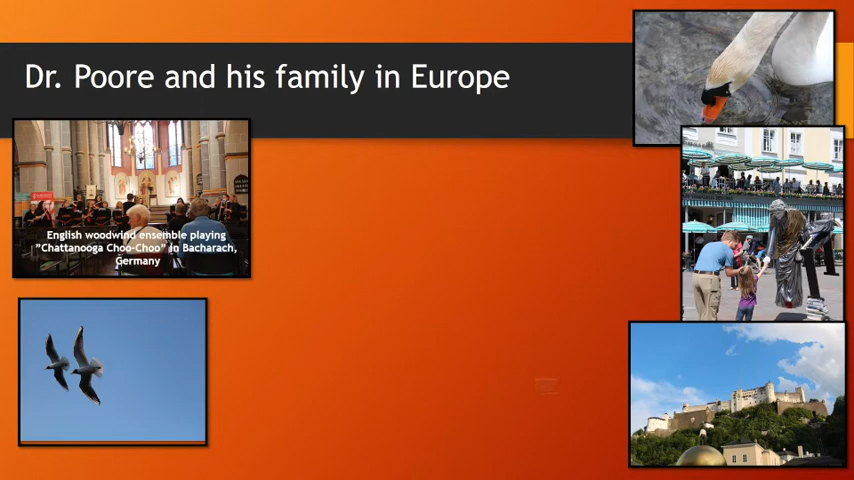 Dr. Poore and his family in Europe
English woodwind ensemble playing
”Chattanooga Choo-Choo” in Bacharach,
Germany